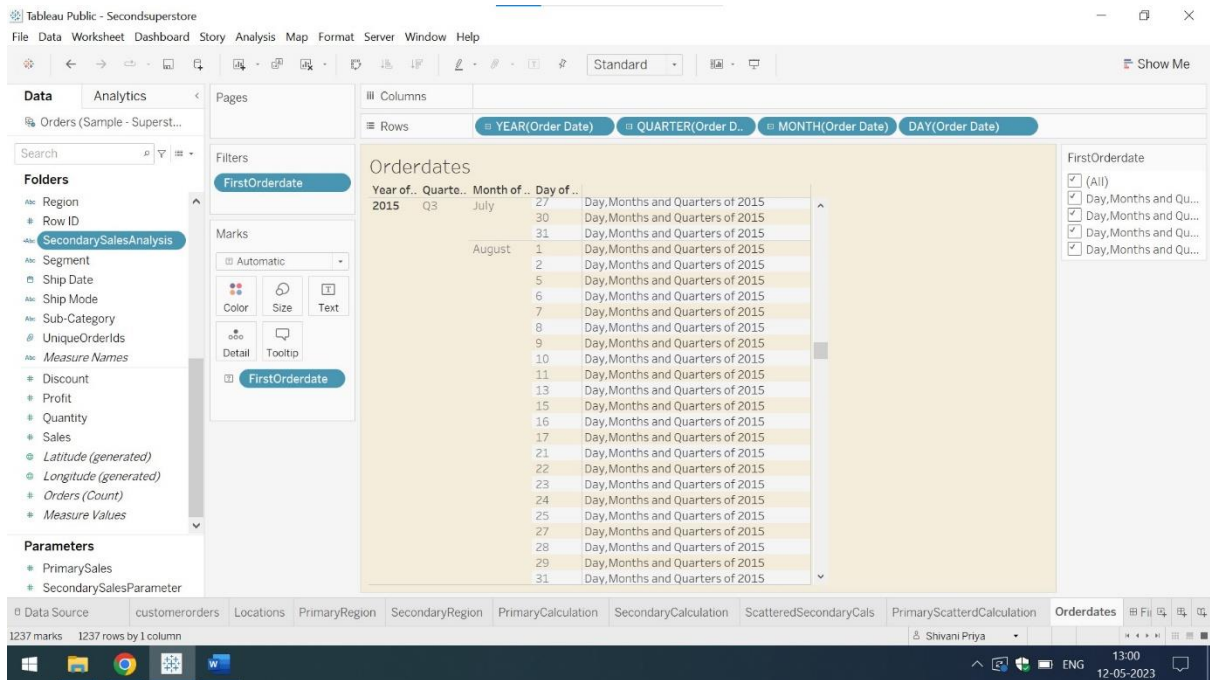 Tableau Public - Secondsuperstore
File Data Worksheet Dashboard Story Analysis Map Format Server Window Help
Standard
Show Me
Data Analytics
Orders (Sample - Superst...
Search
Folders
Abc Region
# Row ID
=Abc SecondarySalesAnalysis
Abc Segment
Ship Date
Abc Ship Mode
Abc Sub-Category
UniqueOrderIds
Abc Measure Names
# Discount
# Profit
# Quantity
# Sales
Latitude (generated)
Longitude (generated)
# Orders (Count)
# Measure Values
Parameters
# PrimarySales
# SecondarySalesParameter
Pages
Filters
FirstOrderdate
Marks
Automatic
Color Size Text
Detail Tooltip
FirstOrderdate
Columns
Rows YEAR(Order Date) QUARTER(Order D.. MONTH(Order Date) DAY(Order Date)
Orderdates
Year of.. Quarte.. Month of .. Day of ..
2015 Q3 July 27 Day,Months and Quarters of 2015
30 Day,Months and Quarters of 2015
31 Day,Months and Quarters of 2015
August 1 Day,Months and Quarters of 2015
2 Day,Months and Quarters of 2015
5 Day,Months and Quarters of 2015
6 Day,Months and Quarters of 2015
7 Day,Months and Quarters of 2015
8 Day,Months and Quarters of 2015
9 Day,Months and Quarters of 2015
10 Day,Months and Quarters of 2015
11 Day,Months and Quarters of 2015
13 Day,Months and Quarters of 2015
15 Day,Months and Quarters of 2015
16 Day,Months and Quarters of 2015
17 Day,Months and Quarters of 2015
21 Day,Months and Quarters of 2015
22 Day,Months and Quarters of 2015
23 Day,Months and Quarters of 2015
24 Day,Months and Quarters of 2015
25 Day,Months and Quarters of 2015
27 Day,Months and Quarters of 2015
28 Day,Months and Quarters of 2015
29 Day,Months and Quarters of 2015
31 Day,Months and Quarters of 2015
FirstOrderdate
(All)
Day,Months and Qu...
Day,Months and Qu...
Day,Months and Qu...
Day,Months and Qu...
Data Source customerorders Locations PrimaryRegion SecondaryRegion PrimaryCalculation SecondaryCalculation ScatteredSecondaryCals PrimaryScatterdCalculation Orderdates Fi
1237 marks 1237 rows by 1 column Shivani Priya
ENG 13:00
12-05-2023